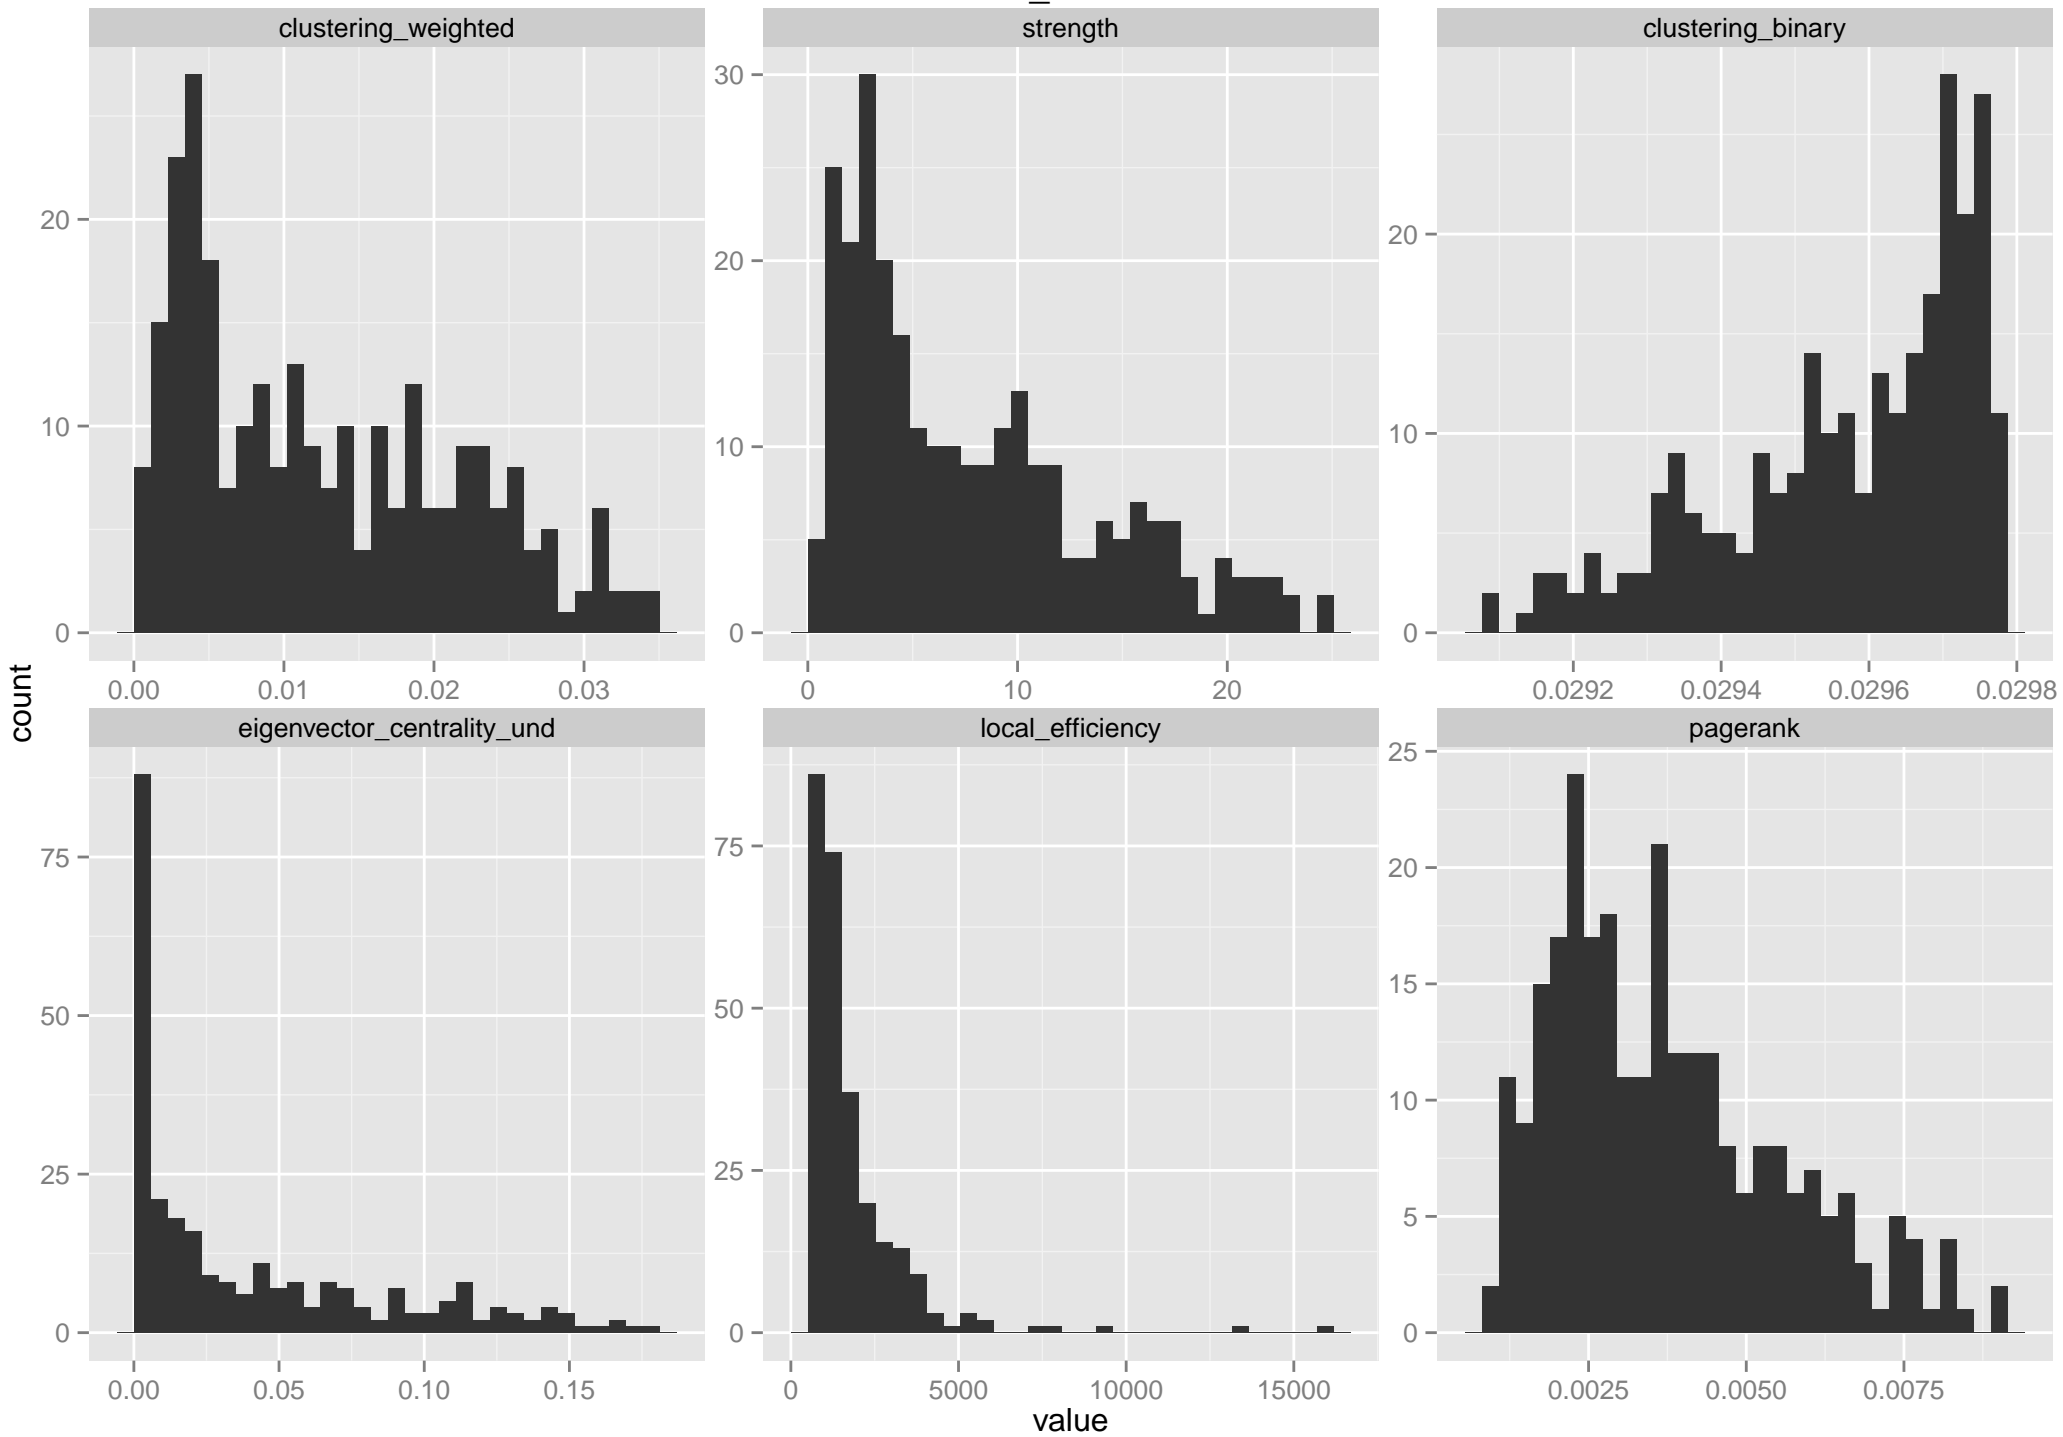 clustering_weighted
strength
clustering_binary
20
10
0
30
20
10
0
20
10
0
0.00 0.01 0.02 0.03
0 10 20
0.0292 0.0294 0.0296 0.0298
count
eigenvector_centrality_und
local_efficiency
pagerank
75
50
25
0
75
50
25
0
25
20
15
10
5
0
0.00 0.05 0.10 0.15
0 5000 10000 15000
0.0025 0.0050 0.0075
value